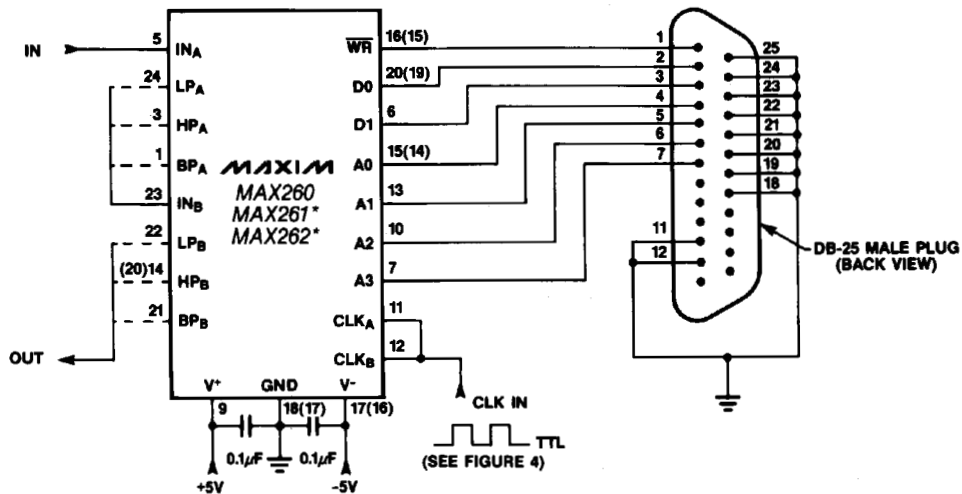 IN
5 INA
24 LPA
3 HPA
1 BPA
23 INB
22 LPB
(20)14 HPB
21 BPB
OUT
MAXIM
MAX260
MAX261*
MAX262*
WR 16(15)
D0 20(19)
D1 6
A0 15(14)
A1 13
A2 10
A3 7
CLKA 11
CLKB 12
V+ GND V-
9 18(17) 17(16)
0.1µF 0.1µF
+5V -5V
CLK IN
TTL
(SEE FIGURE 4)
1
2
3
4
5
6
7
11
12
25
24
23
22
21
20
19
18
DB-25 MALE PLUG
(BACK VIEW)